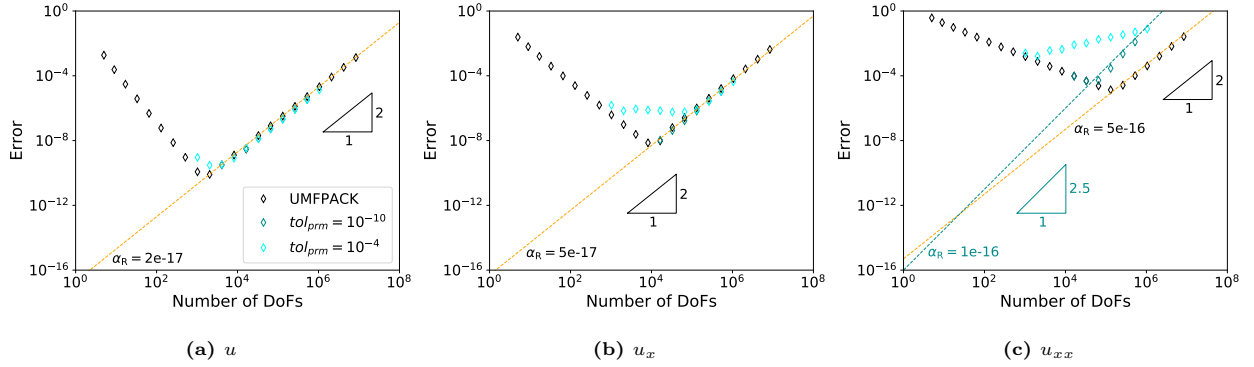 10^0
10^-4
10^-8
10^-12
10^-16
Error
10^0
10^2
10^4
10^6
10^8
Number of DoFs
2
1
UMFPACK
tol_prm = 10^-10
tol_prm = 10^-4
α_R = 2e-17
(a) u
10^0
10^-4
10^-8
10^-12
10^-16
Error
10^0
10^2
10^4
10^6
10^8
Number of DoFs
2
1
α_R = 5e-17
(b) u_x
10^0
10^-4
10^-8
10^-12
10^-16
Error
10^0
10^2
10^4
10^6
10^8
Number of DoFs
2
1
α_R = 5e-16
2.5
1
α_R = 1e-16
(c) u_xx